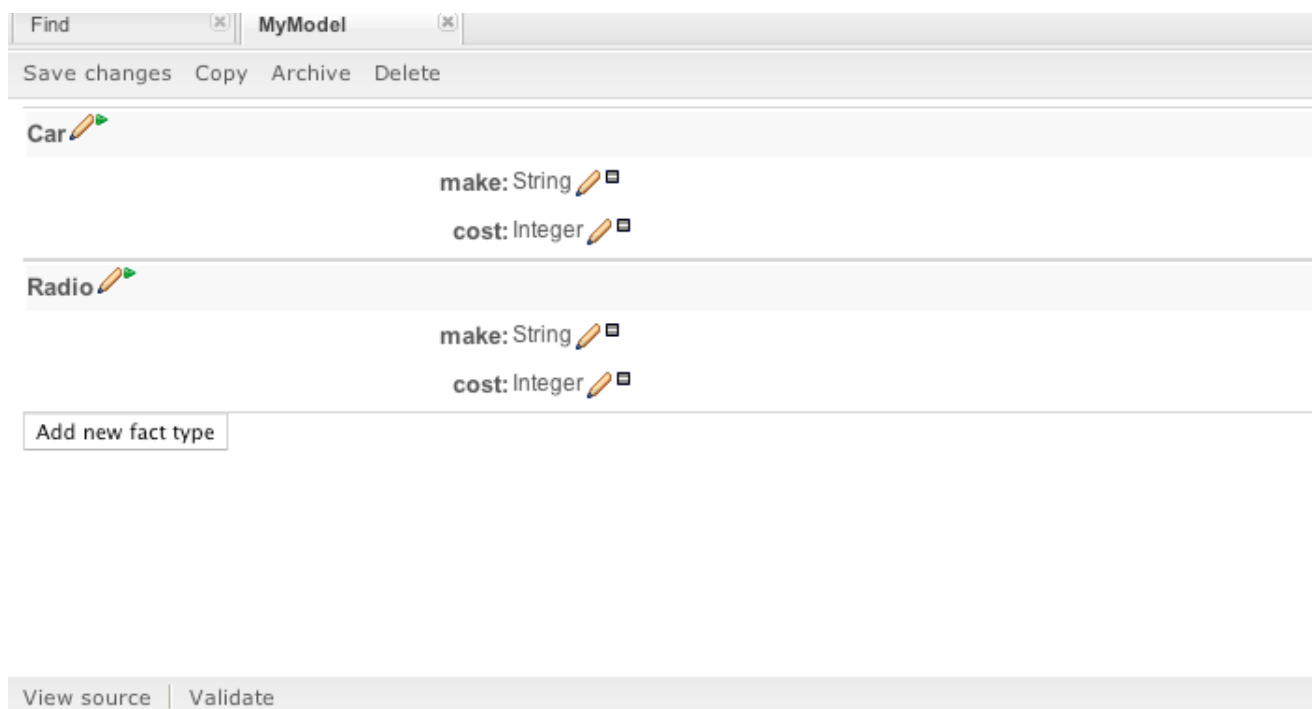 Find MyModel
Save changes Copy Archive Delete
Car
make: String
cost: Integer
Radio
make: String
cost: Integer
Add new fact type
View source Validate